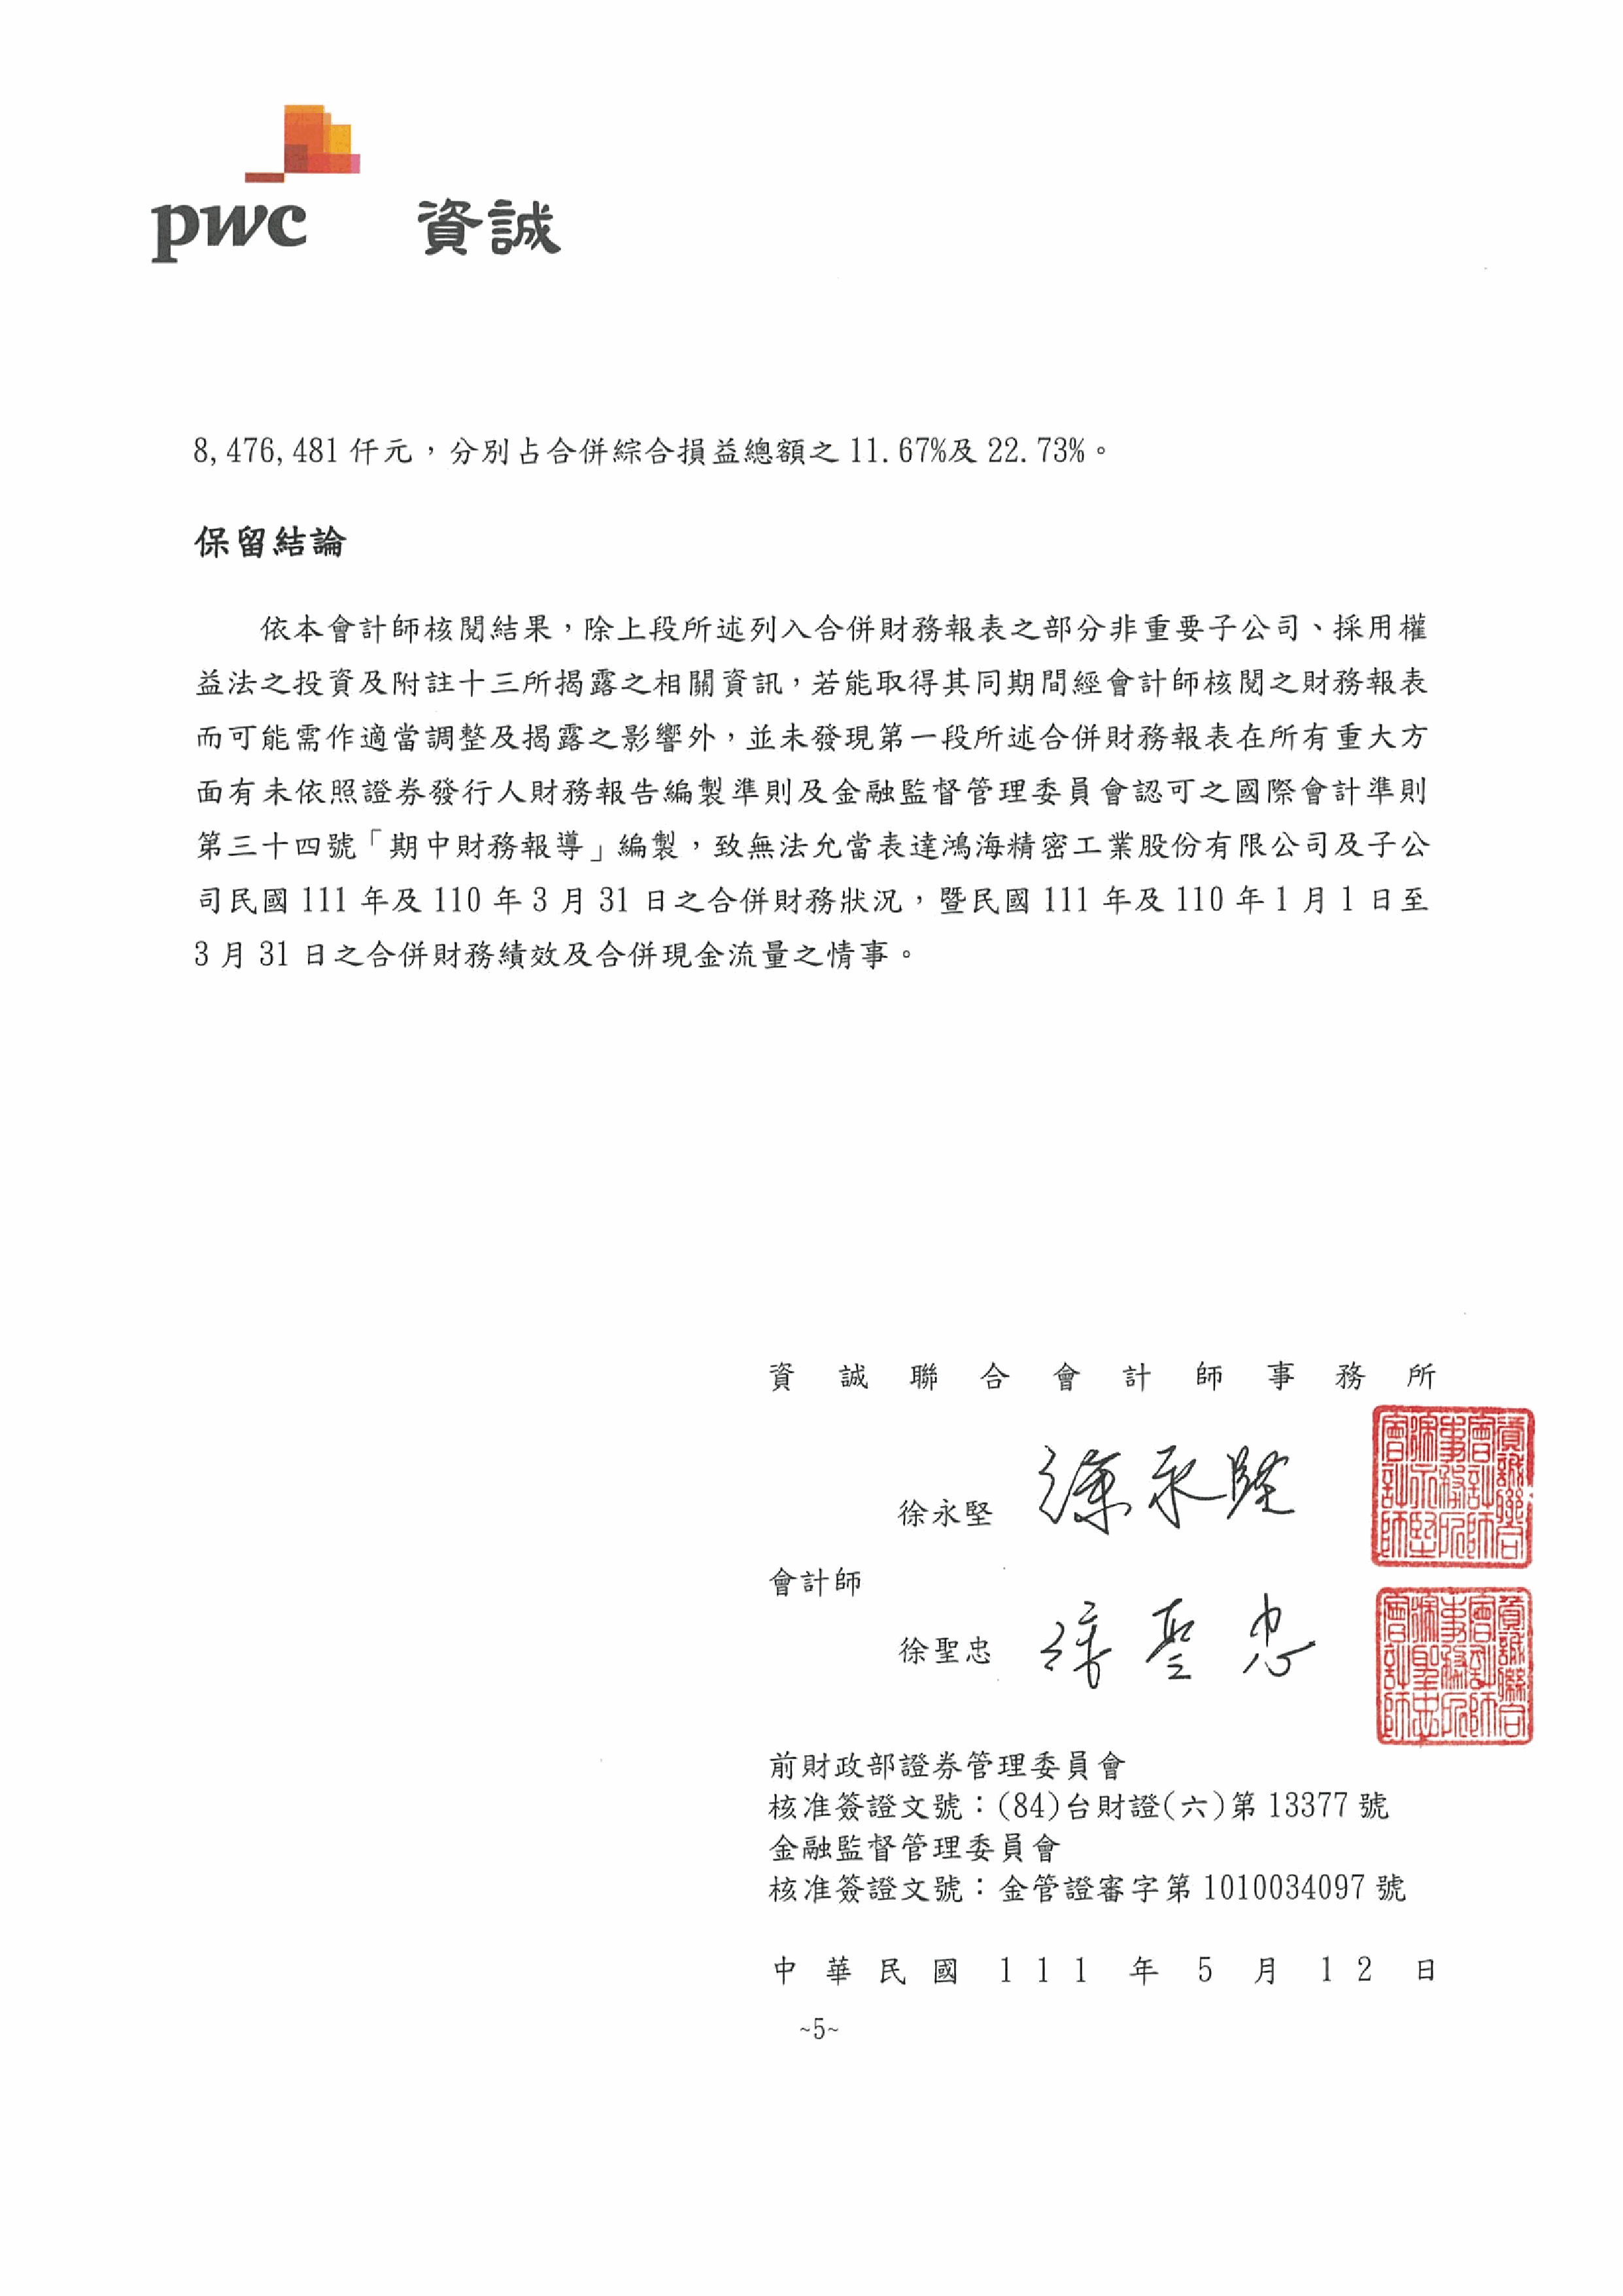 pwc 資誠
8,476,481 仟元，分別占合併綜合損益總額之 11.67%及 22.73%。
保留結論
依本會計師核閱結果，除上段所述列入合併財務報表之部分非重要子公司、採用權
益法之投資及附註十三所揭露之相關資訊，若能取得其同期間經會計師核閱之財務報表
而可能需作適當調整及揭露之影響外，並未發現第一段所述合併財務報表在所有重大方
面有未依照證券發行人財務報告編製準則及金融監督管理委員會認可之國際會計準則
第三十四號「期中財務報導」編製，致無法允當表達鴻海精密工業股份有限公司及子公
司民國 111 年及 110 年 3 月 31 日之合併財務狀況，暨民國 111 年及 110 年 1 月 1 日至
3 月 31 日之合併財務績效及合併現金流量之情事。
資 誠 聯 合 會 計 師 事 務 所
資誠聯合會計師事務所徐永堅會計師
徐永堅 徐永堅
會計師
徐聖忠 徐聖忠
資誠聯合會計師事務所徐聖忠會計師
前財政部證券管理委員會
核准簽證文號：(84)台財證(六)第 13377 號
金融監督管理委員會
核准簽證文號：金管證審字第 1010034097 號
中 華 民 國 1 1 1 年 5 月 1 2 日
~5~